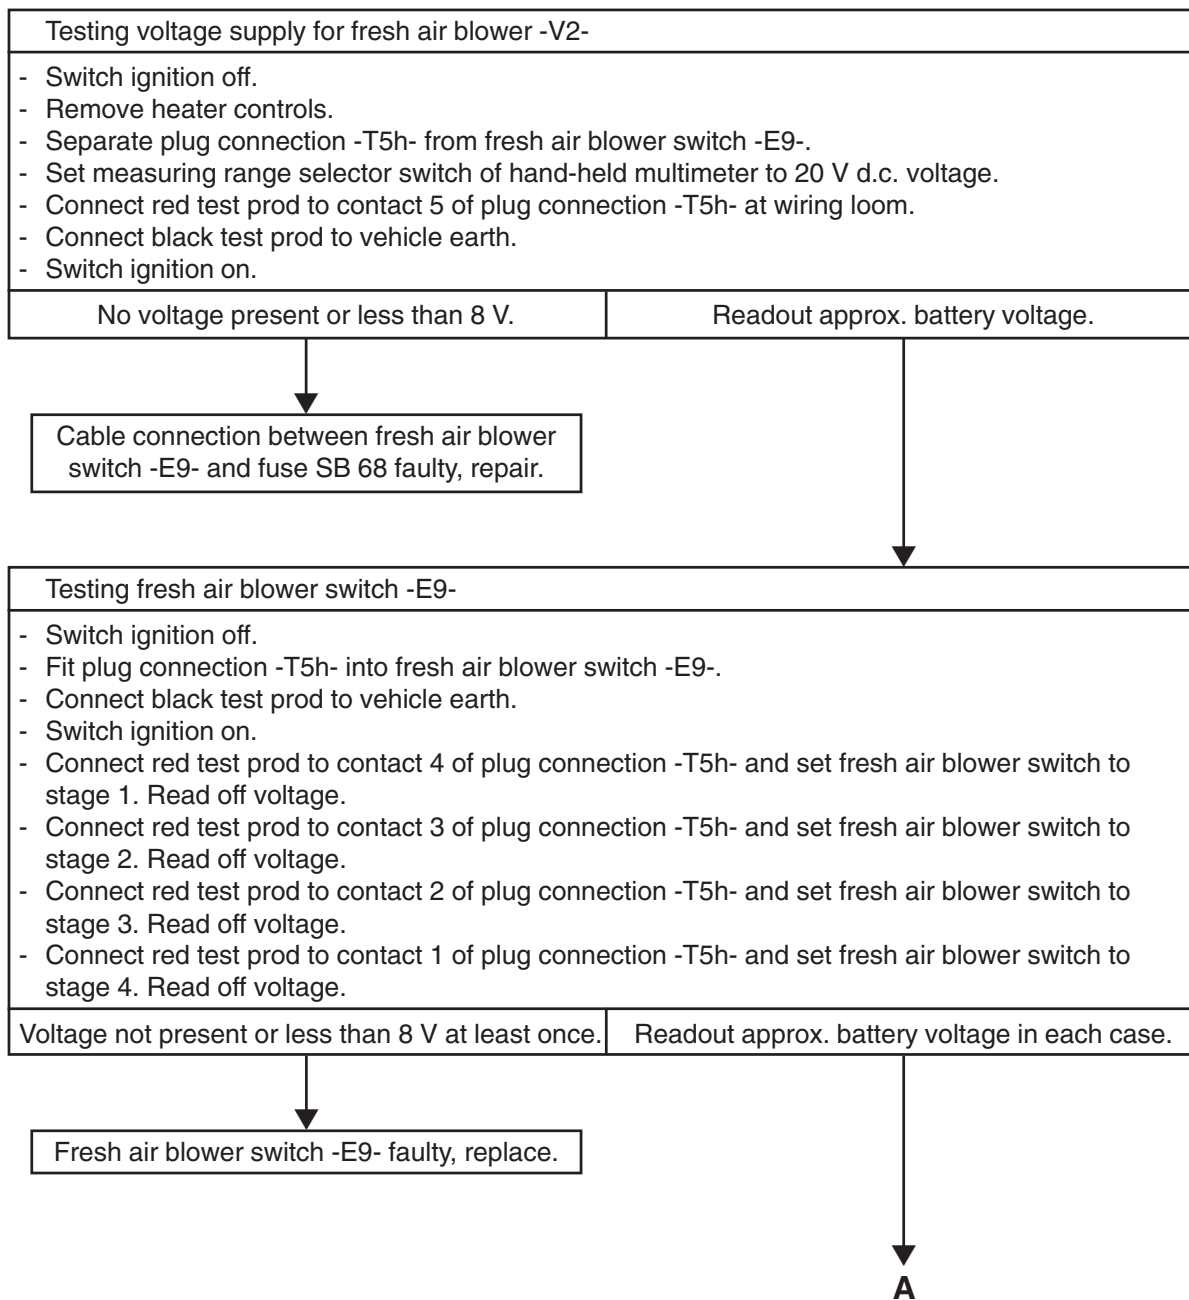 Testing voltage supply for fresh air blower -V2-
- Switch ignition off.
- Remove heater controls.
- Separate plug connection -T5h- from fresh air blower switch -E9-.
- Set measuring range selector switch of hand-held multimeter to 20 V d.c. voltage.
- Connect red test prod to contact 5 of plug connection -T5h- at wiring loom.
- Connect black test prod to vehicle earth.
- Switch ignition on.
No voltage present or less than 8 V.
Readout approx. battery voltage.
Cable connection between fresh air blower
switch -E9- and fuse SB 68 faulty, repair.
Testing fresh air blower switch -E9-
- Switch ignition off.
- Fit plug connection -T5h- into fresh air blower switch -E9-.
- Connect black test prod to vehicle earth.
- Switch ignition on.
- Connect red test prod to contact 4 of plug connection -T5h- and set fresh air blower switch to
stage 1. Read off voltage.
- Connect red test prod to contact 3 of plug connection -T5h- and set fresh air blower switch to
stage 2. Read off voltage.
- Connect red test prod to contact 2 of plug connection -T5h- and set fresh air blower switch to
stage 3. Read off voltage.
- Connect red test prod to contact 1 of plug connection -T5h- and set fresh air blower switch to
stage 4. Read off voltage.
Voltage not present or less than 8 V at least once.
Readout approx. battery voltage in each case.
Fresh air blower switch -E9- faulty, replace.
A